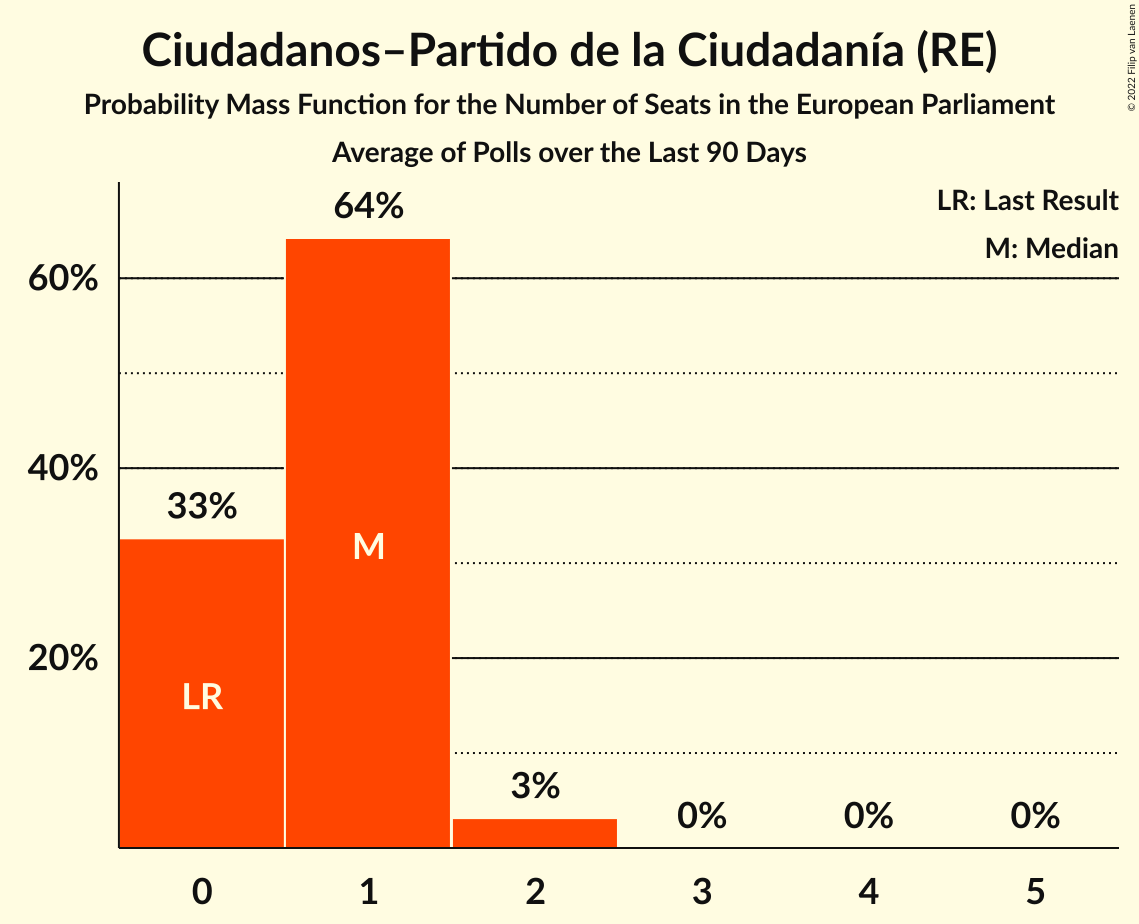 Ciudadanos–Partido de la Ciudadanía (RE)
Probability Mass Function for the Number of Seats in the European Parliament
Average of Polls over the Last 90 Days
© 2022 Filip van Laenen
LR: Last Result
M: Median
64%
60%
40%
33%
M
20%
LR
3%
0%
0%
0%
0
1
2
3
4
5